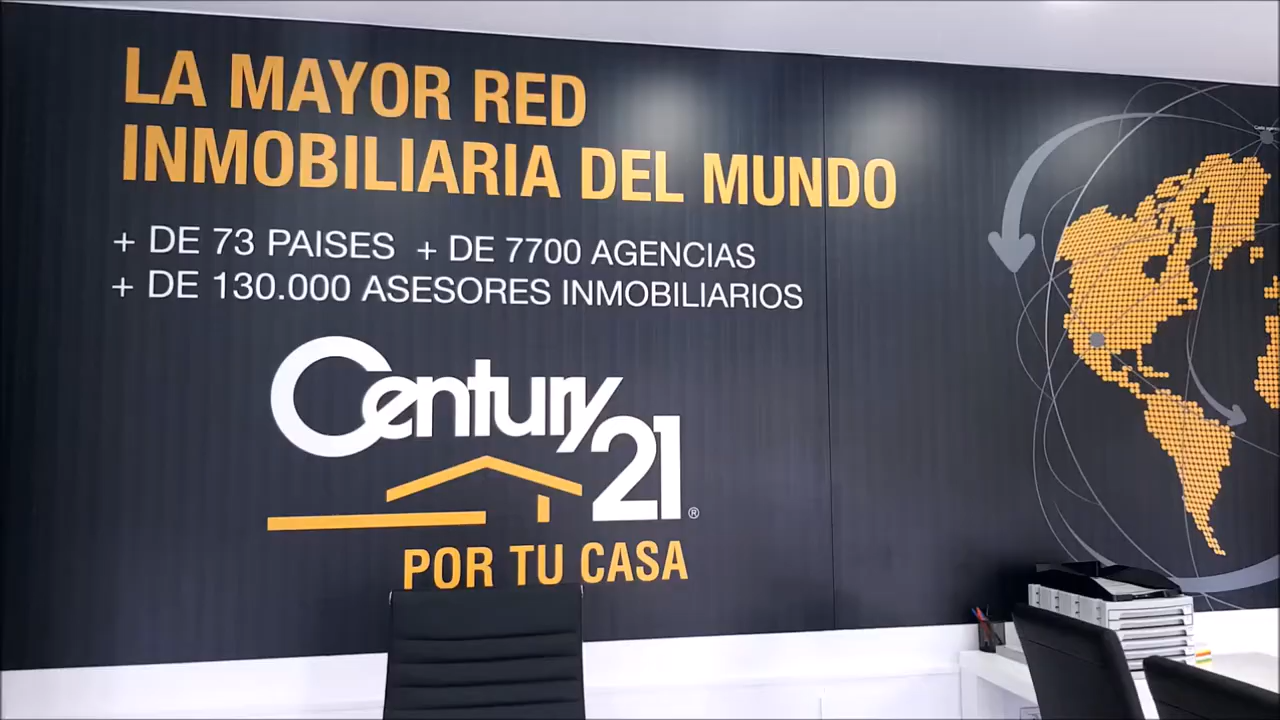 LA MAYOR RED
INMOBILIARIA DEL MUNDO
+ DE 73 PAISES + DE 7700 AGENCIAS
+ DE 130.000 ASESORES INMOBILIARIOS
Century
21®
POR TU CASA